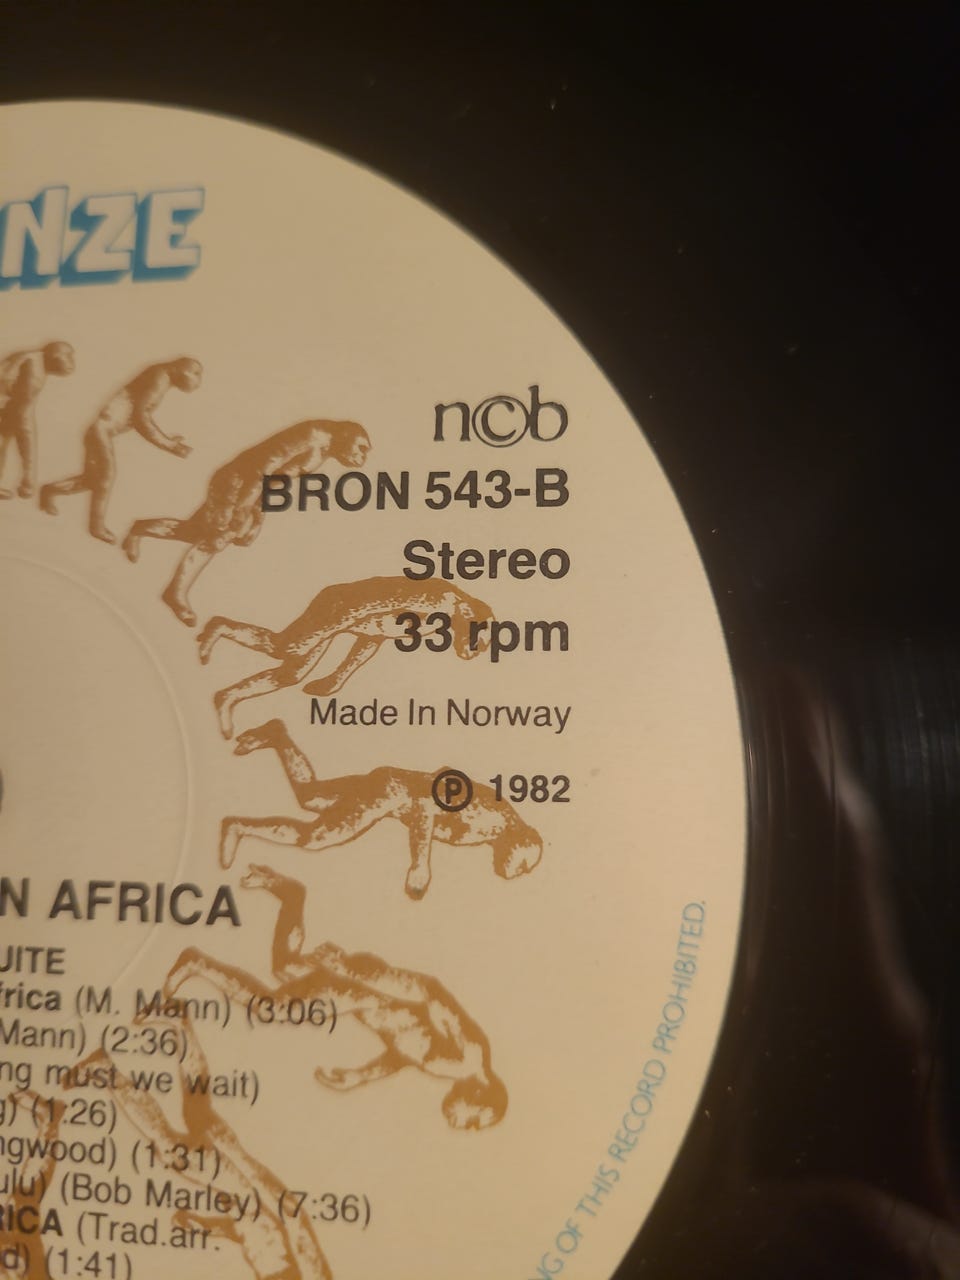 NZE
n©b
BRON 543-B
Stereo
33 rpm
Made In Norway
℗ 1982
N AFRICA
UITE
frica (M. Mann) (3:06)
Mann) (2:36)
ng must we wait)
g) (1:26)
ngwood) (1:31)
ulu) (Bob Marley) (7:36)
RICA (Trad.arr.
d) (1:41)
NG OF THIS RECORD PROHIBITED.